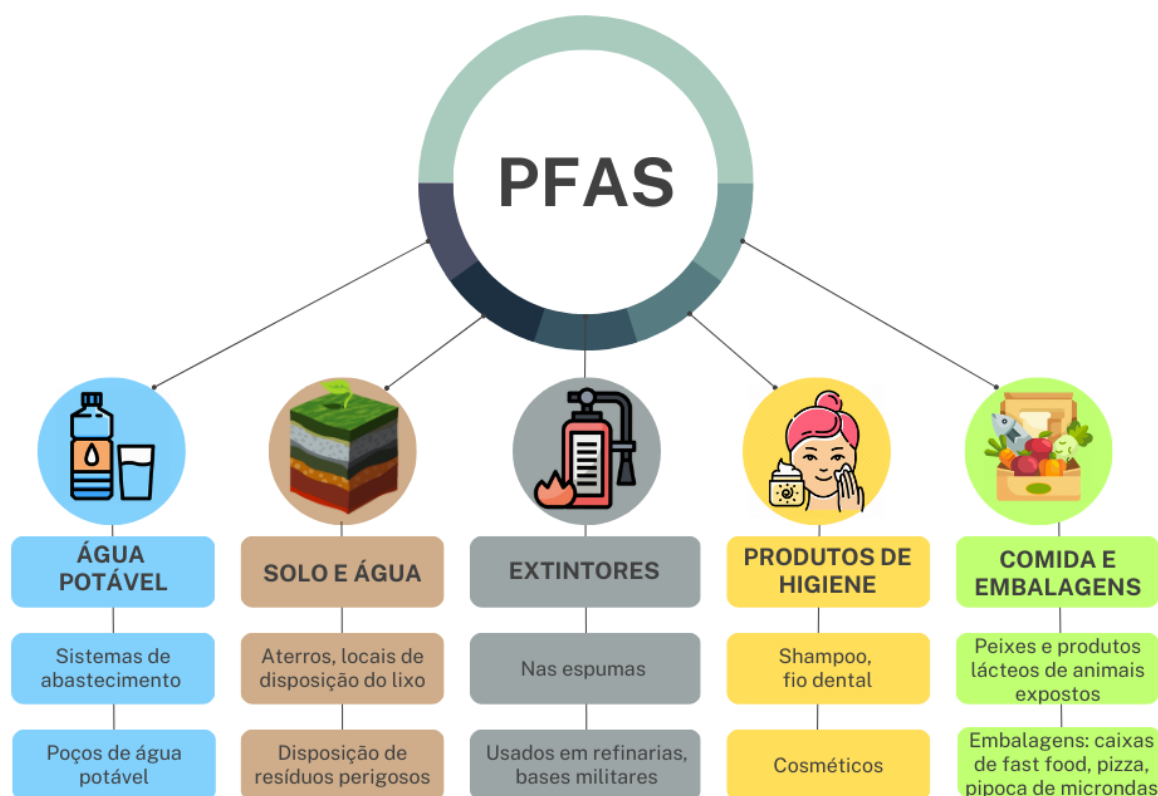 PFAS
ÁGUA
POTÁVEL
Sistemas de
abastecimento
Poços de água
potável
SOLO E ÁGUA
Aterros, locais de
disposição do lixo
Disposição de
resíduos perigosos
EXTINTORES
Nas espumas
Usados em refinarias,
bases militares
PRODUTOS DE
HIGIENE
Shampoo,
fio dental
Cosméticos
COMIDA E
EMBALAGENS
Peixes e produtos
lácteos de animais
expostos
Embalagens: caixas
de fast food, pizza,
pipoca de microndas